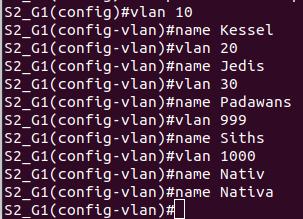 S2_G1(config)#vlan 10
S2_G1(config-vlan)#name Kessel
S2_G1(config-vlan)#vlan 20
S2_G1(config-vlan)#name Jedis
S2_G1(config-vlan)#vlan 30
S2_G1(config-vlan)#name Padawans
S2_G1(config-vlan)#vlan 999
S2_G1(config-vlan)#name Siths
S2_G1(config-vlan)#vlan 1000
S2_G1(config-vlan)#name Nativ
S2_G1(config-vlan)#name Nativa
S2_G1(config-vlan)#